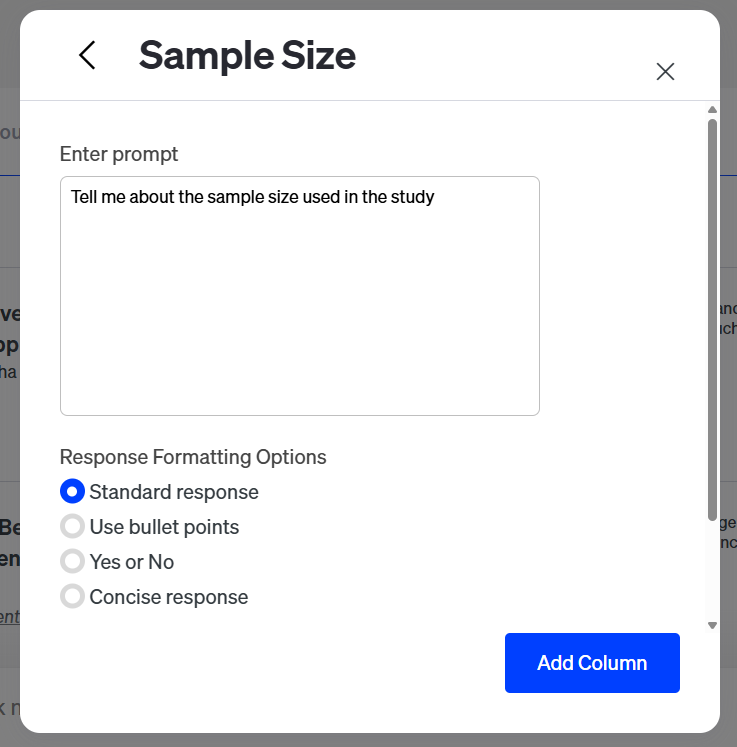 Sample Size
Enter prompt
Tell me about the sample size used in the study
Response Formatting Options
Standard response
Use bullet points
Yes or No
Concise response
Add Column